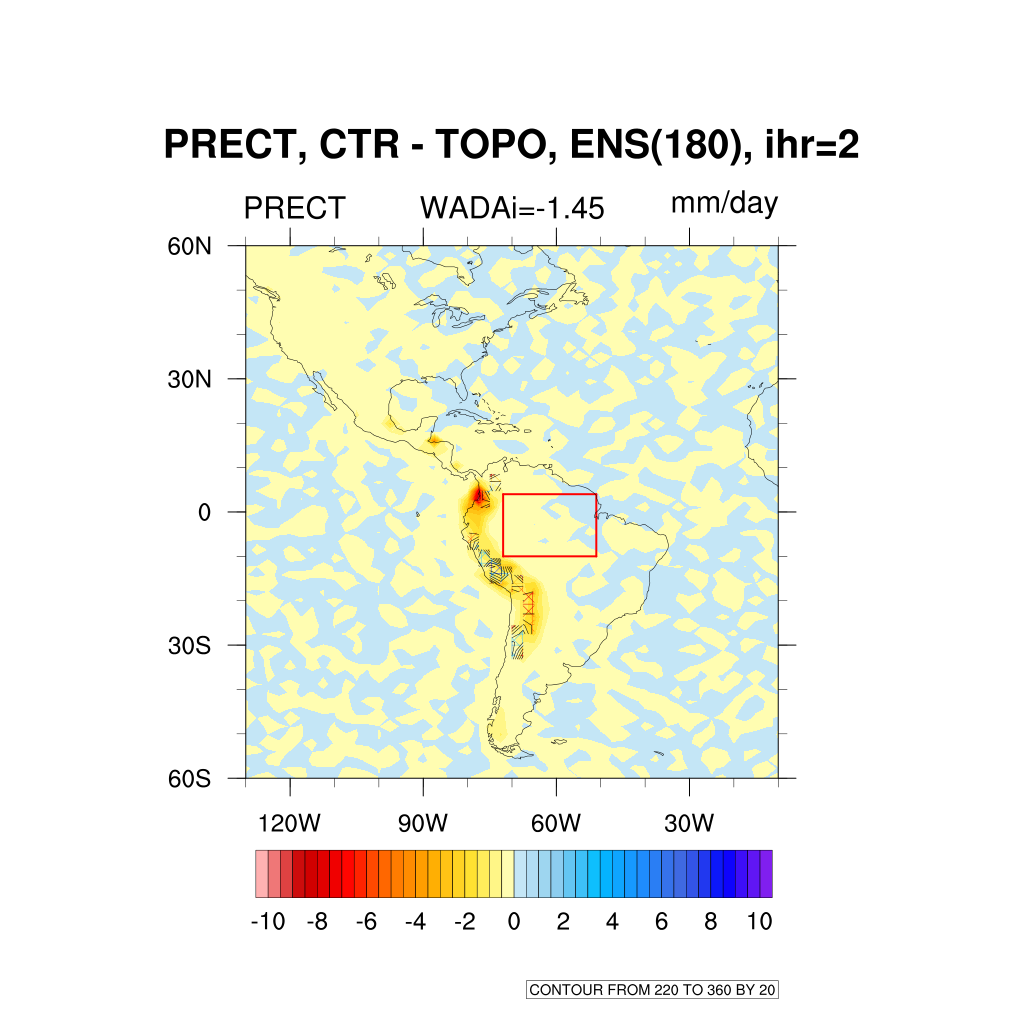 PRECT, CTR - TOPO, ENS(180), ihr=2
PRECT WADAi=-1.45 mm/day
60N
30N
0
30S
60S
120W 90W 60W 30W
-10 -8 -6 -4 -2 0 2 4 6 8 10
CONTOUR FROM 220 TO 360 BY 20